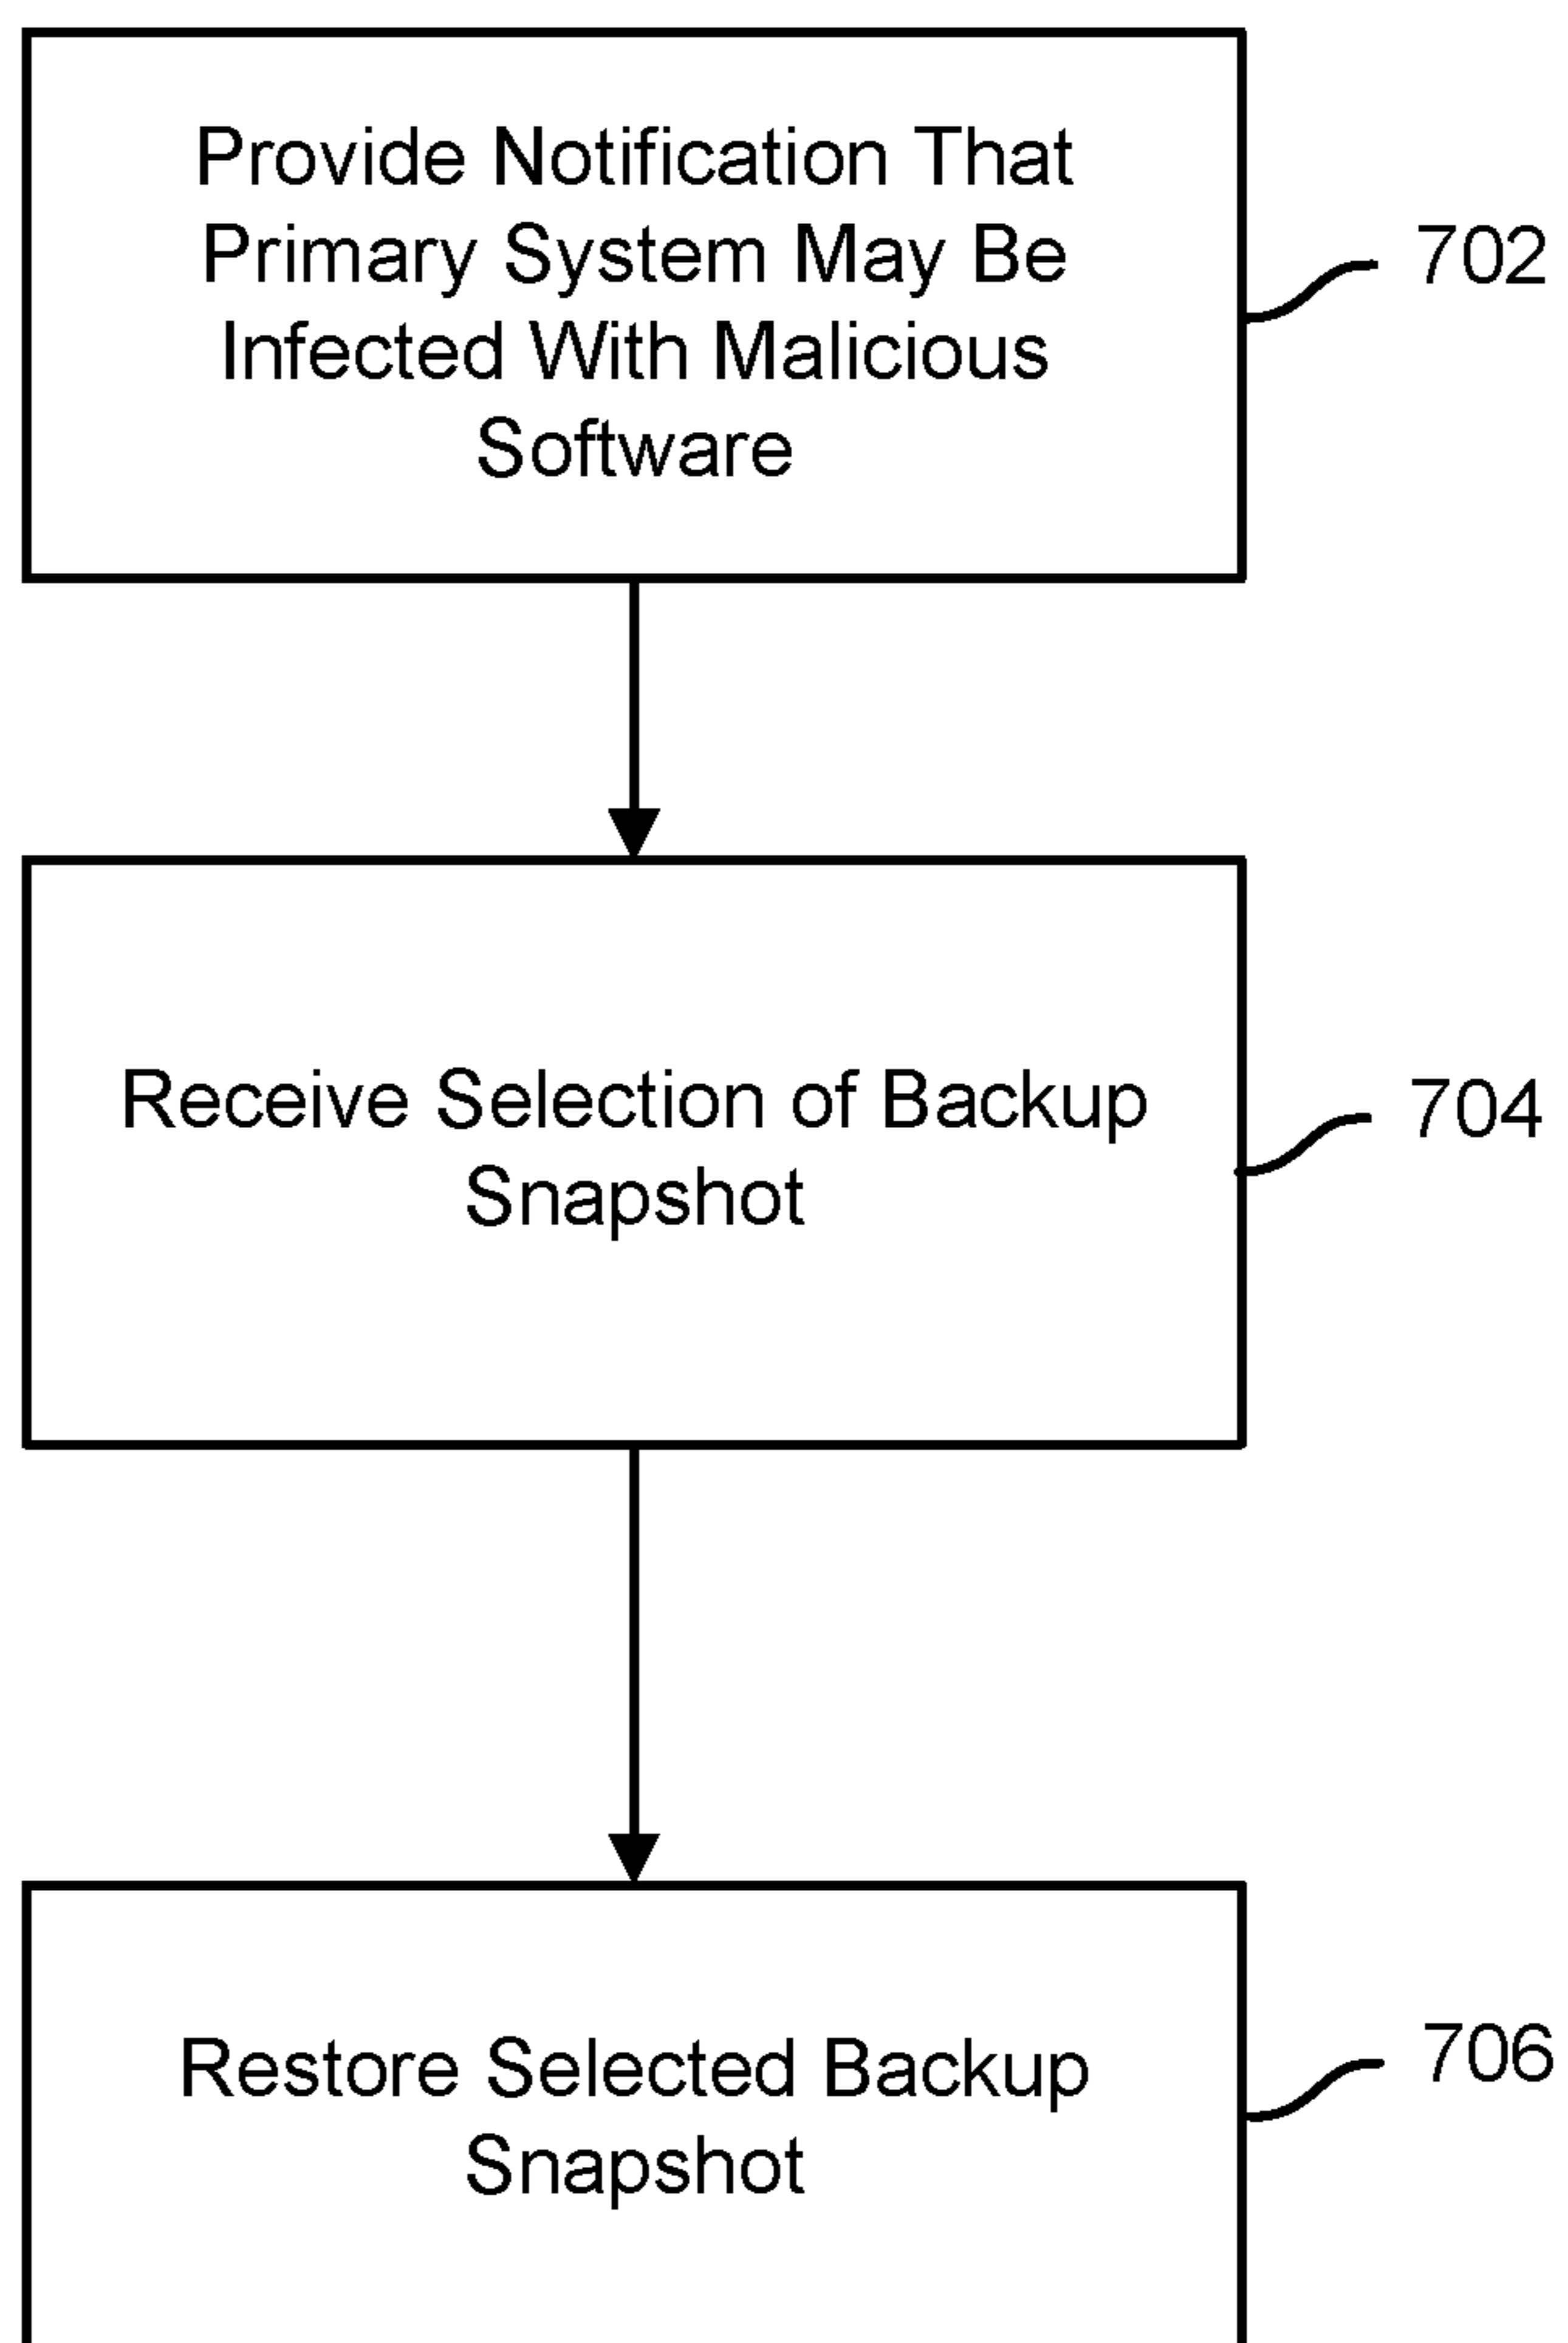 Provide Notification That
Primary System May Be
Infected With Malicious
Software
702
Receive Selection of Backup
Snapshot
704
Restore Selected Backup
Snapshot
706